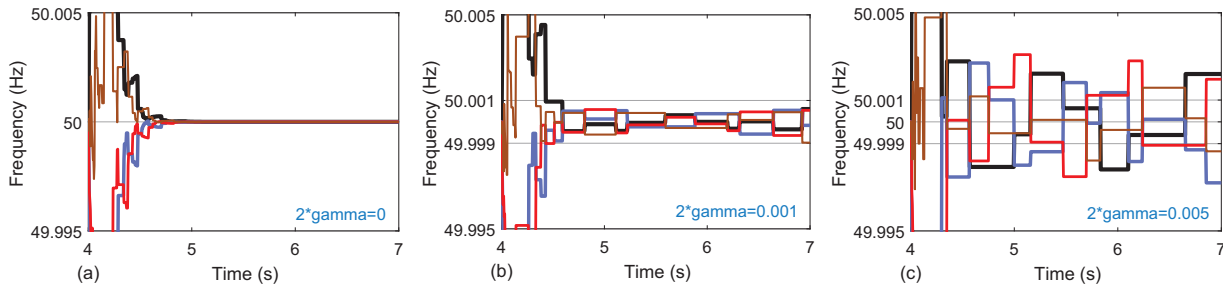 50.005
50
49.995
Frequency (Hz)
4
5
6
7
Time (s)
2*gamma=0
(a)
50.005
50.001
50
49.999
49.995
Frequency (Hz)
4
5
6
7
Time (s)
2*gamma=0.001
(b)
50.005
50.001
50
49.999
49.995
Frequency (Hz)
4
5
6
7
Time (s)
2*gamma=0.005
(c)